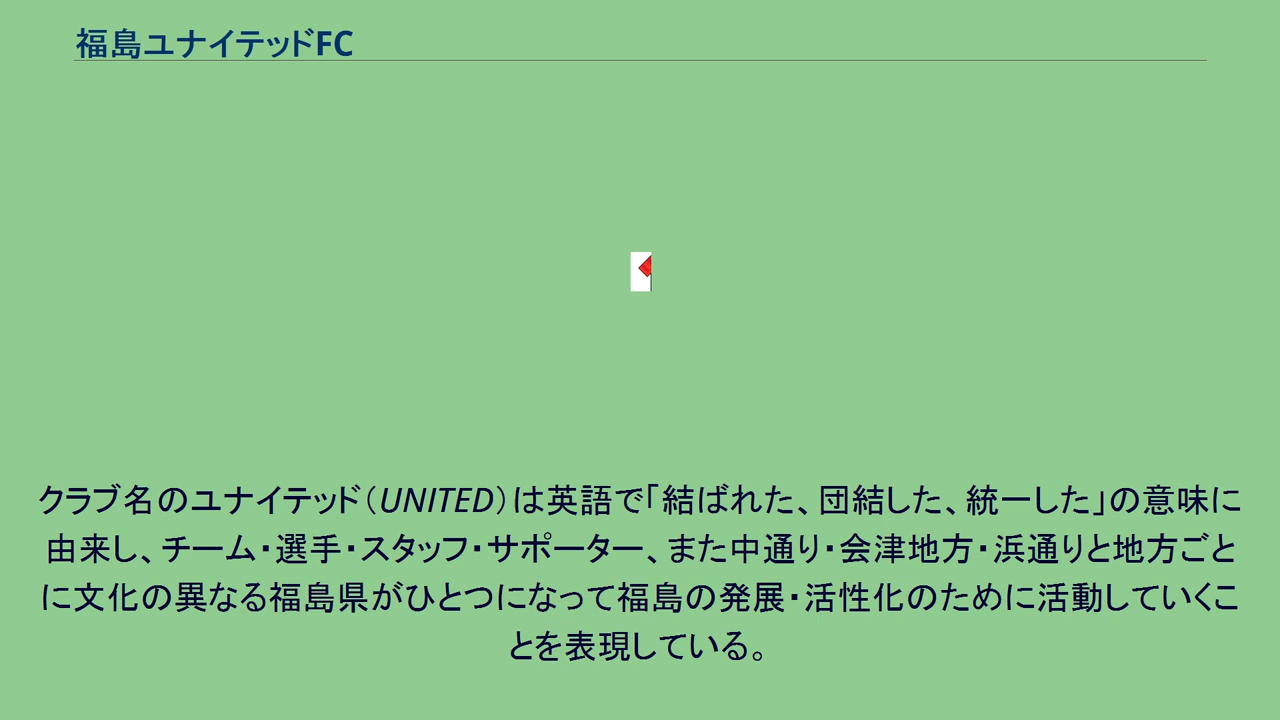 福島ユナイテッドFC
クラブ名のユナイテッド（UNITED）は英語で「結ばれた、団結した、統一した」の意味に
由来し、チーム・選手・スタッフ・サポーター、また中通り・会津地方・浜通りと地方ごと
に文化の異なる福島県がひとつになって福島の発展・活性化のために活動していくこ
とを表現している。